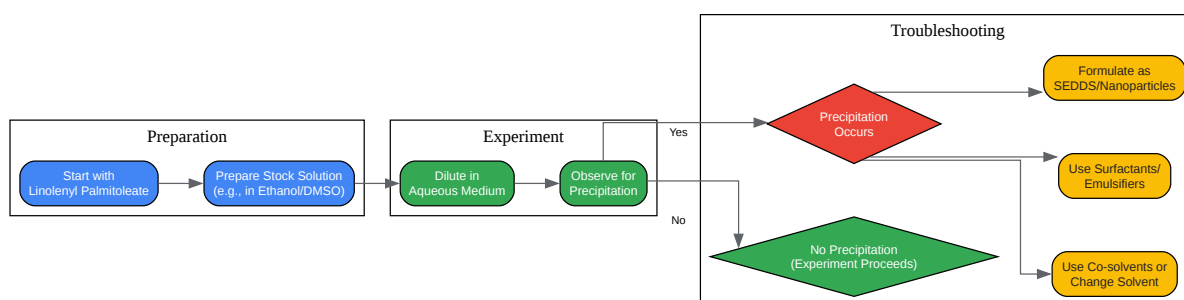 Preparation
Start with
Linolenyl Palmitoleate
Prepare Stock Solution
(e.g., in Ethanol/DMSO)
Experiment
Dilute in
Aqueous Medium
Observe for
Precipitation
Yes
No
Troubleshooting
Precipitation
Occurs
No Precipitation
(Experiment Proceeds)
Formulate as
SEDDS/Nanoparticles
Use Surfactants/
Emulsifiers
Use Co-solvents or
Change Solvent